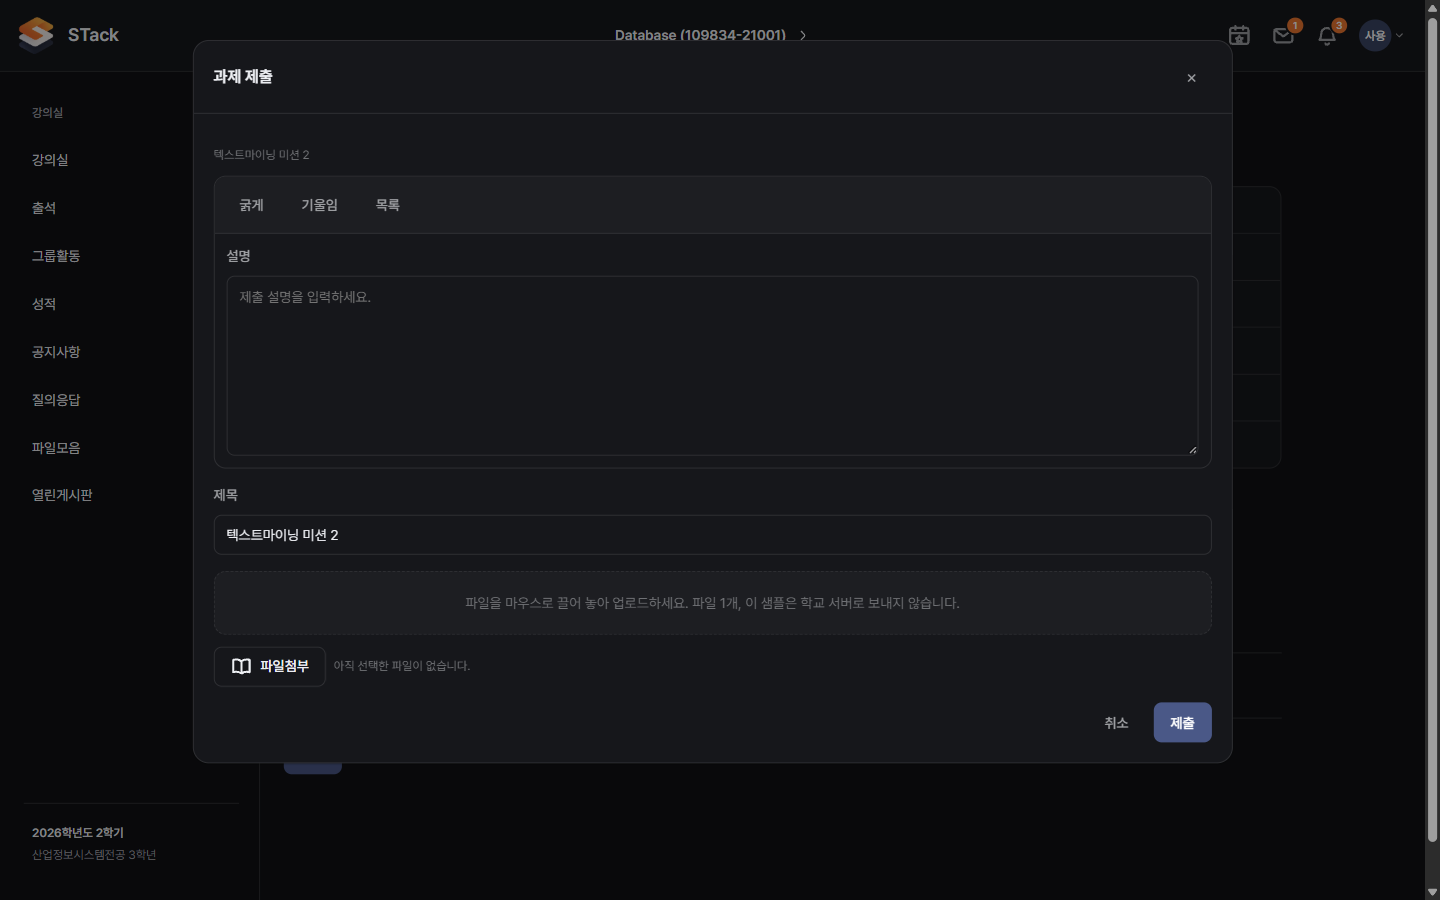 STack
Database (109834-21001)
1
3
사용
강의실
강의실
출석
그룹활동
성적
공지사항
질의응답
파일모음
열린게시판
2026학년도 2학기
산업정보시스템전공 3학년
과제 제출
×
텍스트마이닝 미션 2
굵게 기울임 목록
설명
제출 설명을 입력하세요.
제목
텍스트마이닝 미션 2
파일을 마우스로 끌어 놓아 업로드하세요. 파일 1개, 이 샘플은 학교 서버로 보내지 않습니다.
파일첨부 아직 선택한 파일이 없습니다.
취소 제출